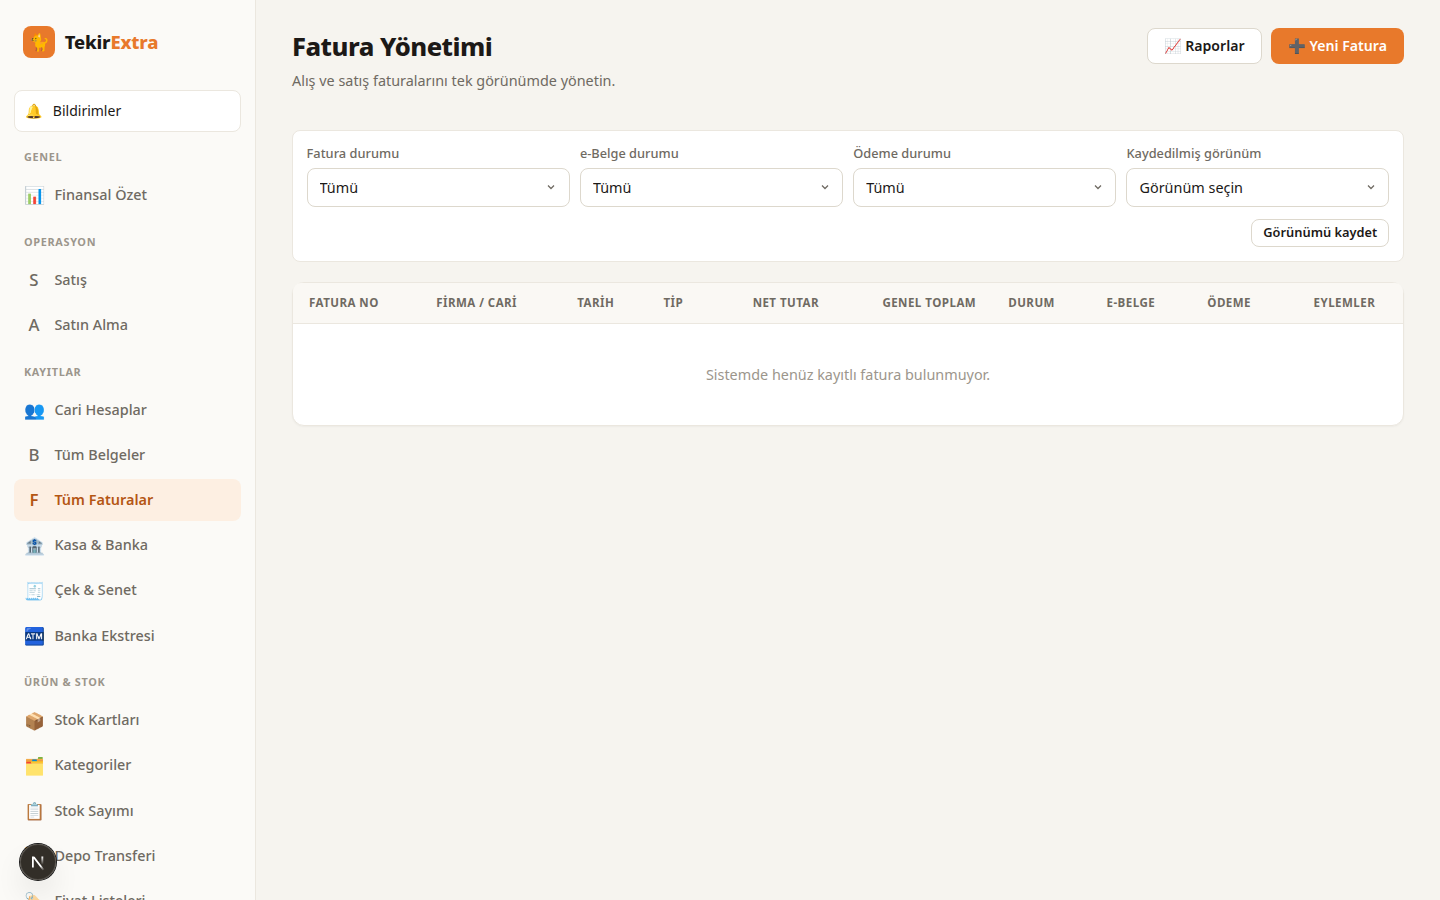 TekirExtra
Bildirimler
GENEL
Finansal Özet
OPERASYON
S Satış
A Satın Alma
KAYITLAR
Cari Hesaplar
B Tüm Belgeler
F Tüm Faturalar
Kasa & Banka
Çek & Senet
ATM Banka Ekstresi
ÜRÜN & STOK
Stok Kartları
Kategoriler
Stok Sayımı
N Depo Transferi
Fiyat Listeleri
Fatura Yönetimi
Alış ve satış faturalarını tek görünümde yönetin.
Raporlar
Yeni Fatura
Fatura durumu e-Belge durumu Ödeme durumu Kaydedilmiş görünüm
Tümü Tümü Tümü Görünüm seçin
Görünümü kaydet
FATURA NO FİRMA / CARİ TARİH TİP NET TUTAR GENEL TOPLAM DURUM E-BELGE ÖDEME EYLEMLER
Sistemde henüz kayıtlı fatura bulunmuyor.